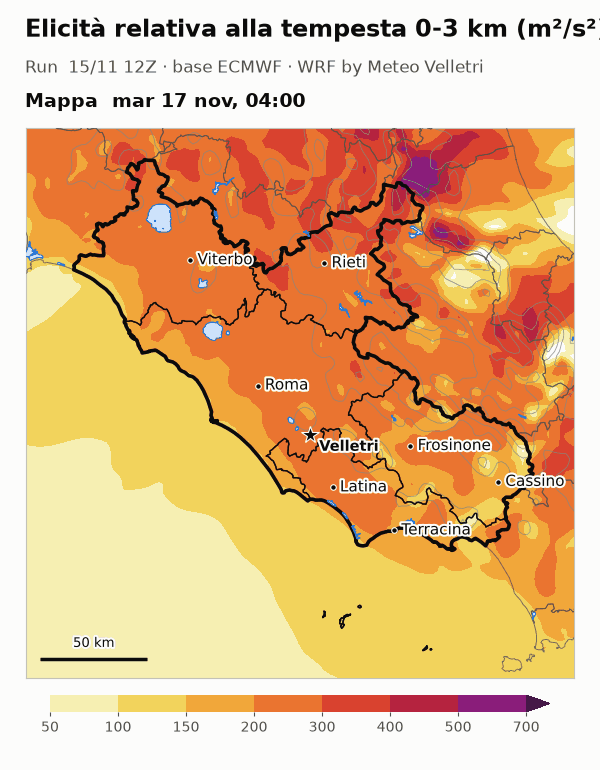 Elicità relativa alla tempesta 0-3 km (m²/s²)
Run 15/11 12Z · base ECMWF · WRF by Meteo Velletri
Mappa mar 17 nov, 04:00
Viterbo
Rieti
Roma
Velletri
Frosinone
Cassino
Latina
Terracina
50 km
50 100 150 200 300 400 500 700